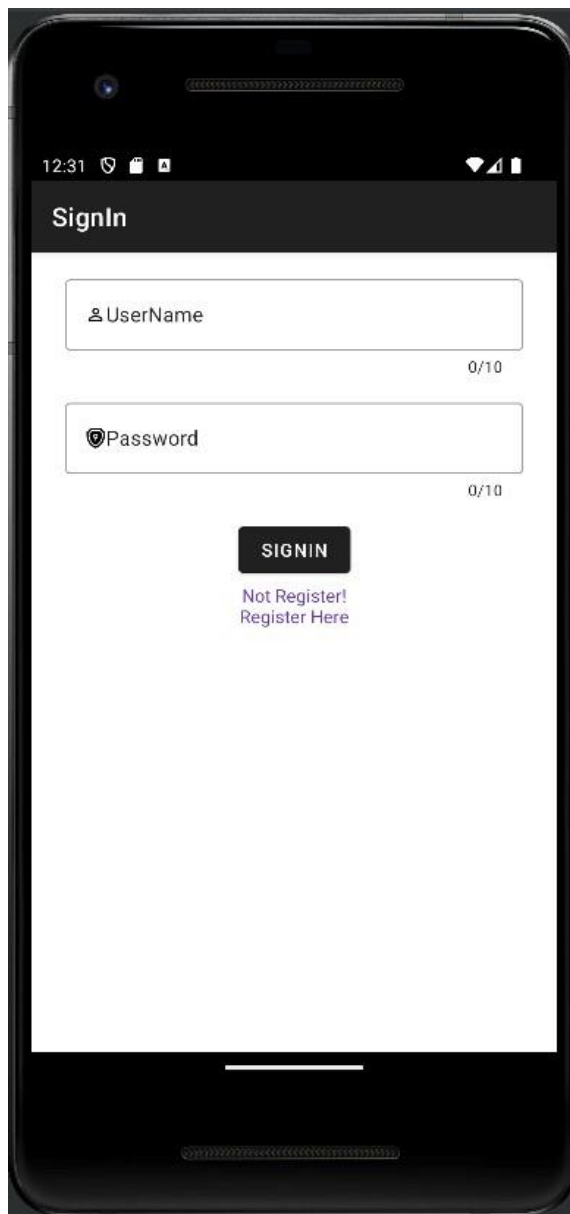 12:31
A
SignIn
UserName
0/10
Password
0/10
SIGNIN
Not Register!
Register Here